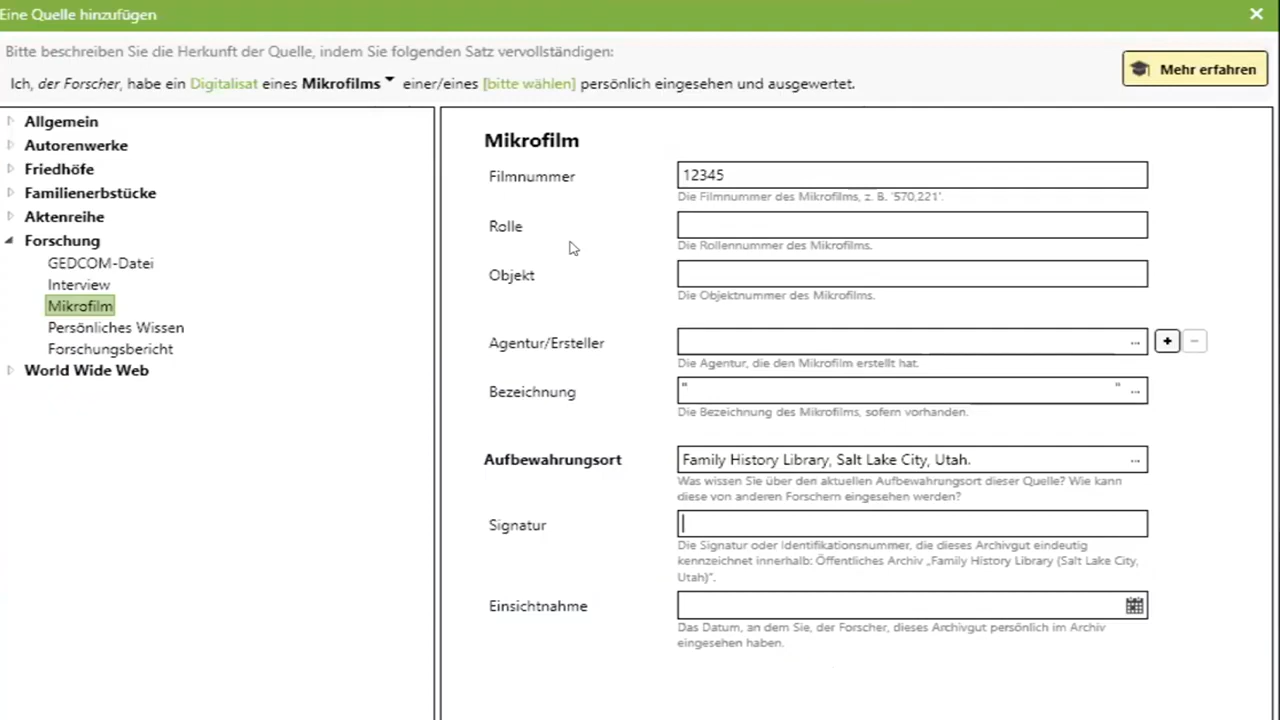 Eine Quelle hinzufügen
Bitte beschreiben Sie die Herkunft der Quelle, indem Sie folgenden Satz vervollständigen:
Ich, der Forscher, habe ein Digitalisat eines Mikrofilms einer/eines [bitte wählen] persönlich eingesehen und ausgewertet.
Mehr erfahren
Allgemein
Autorenwerke
Friedhöfe
Familienerbstücke
Aktenreihe
Forschung
GEDCOM-Datei
Interview
Mikrofilm
Persönliches Wissen
Forschungsbericht
World Wide Web
Mikrofilm
Filmnummer
12345
Die Filmnummer des Mikrofilms, z. B. '570,221'.
Rolle
Die Rollennummer des Mikrofilms.
Objekt
Die Objektnummer des Mikrofilms.
Agentur/Ersteller
...
Die Agentur, die den Mikrofilm erstellt hat.
Bezeichnung
" " ...
Die Bezeichnung des Mikrofilms, sofern vorhanden.
Aufbewahrungsort
Family History Library, Salt Lake City, Utah. ...
Was wissen Sie über den aktuellen Aufbewahrungsort dieser Quelle? Wie kann
diese von anderen Forschern eingesehen werden?
Signatur
Die Signatur oder Identifikationsnummer, die dieses Archivgut eindeutig
kennzeichnet innerhalb: Öffentliches Archiv „Family History Library (Salt Lake City,
Utah)“.
Einsichtnahme
Das Datum, an dem Sie, der Forscher, dieses Archivgut persönlich im Archiv
eingesehen haben.